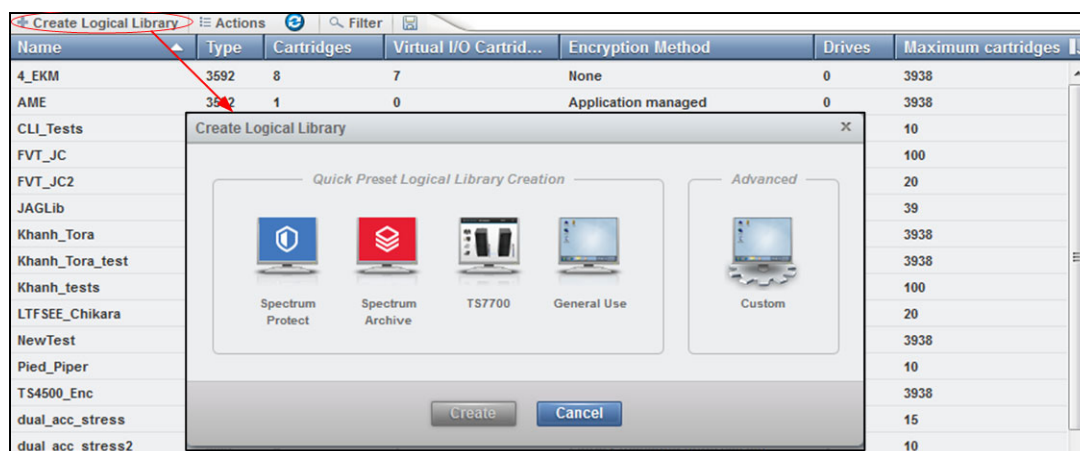 Create Logical Library Actions Filter
Name Type Cartridges Virtual I/O Cartrid... Encryption Method Drives Maximum cartridges
4_EKM 3592 8 7 None 0 3938
AME 3592 1 0 Application managed 0 3938
CLI_Tests 10
Create Logical Library x
FVT_JC 100
FVT_JC2 20
Quick Preset Logical Library Creation Advanced
JAGLib 39
Khanh_Tora 3938
Khanh_Tora_test 3938
Khanh_tests 100
Spectrum Protect
Spectrum Archive
TS7700
General Use
Custom
LTFSEE_Chikara 20
NewTest 3938
Pied_Piper 10
TS4500_Enc 3938
dual_acc_stress 15
Create Cancel
dual_acc_stress2 10